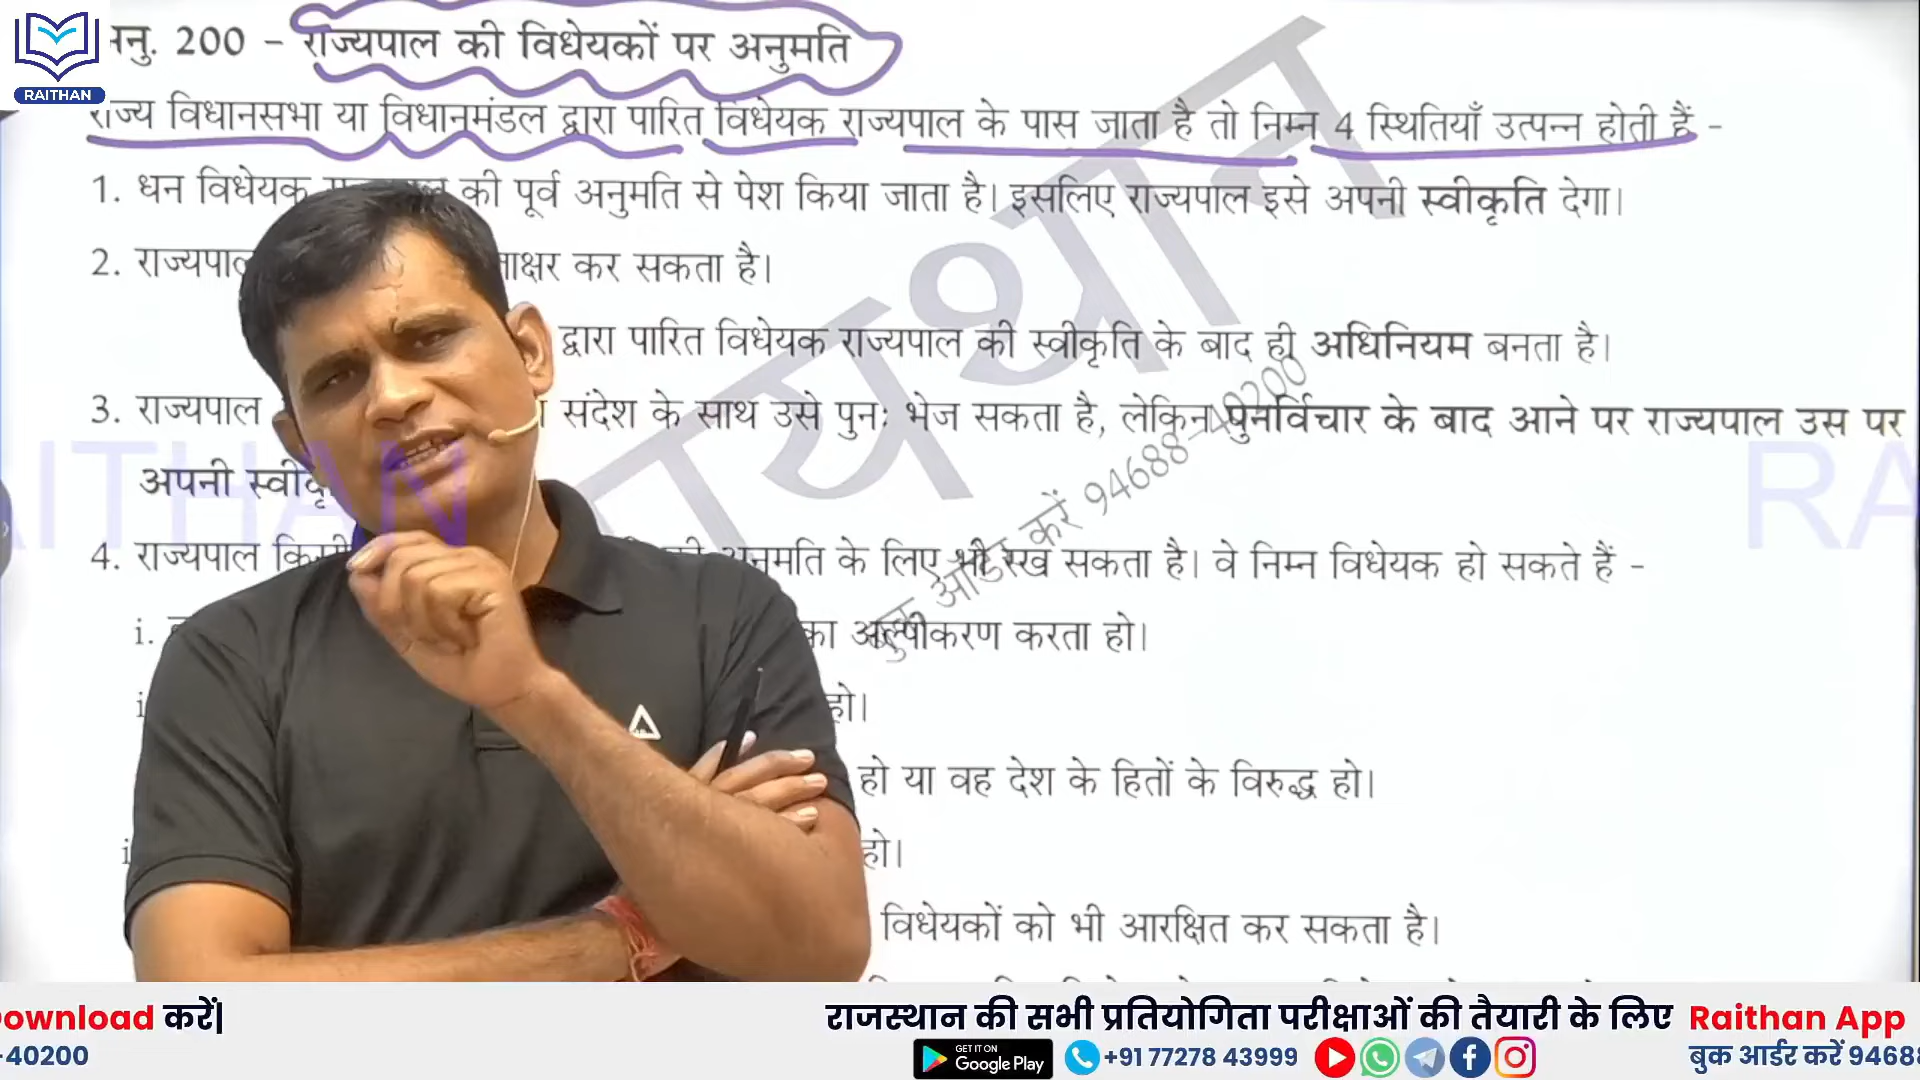 RAITHAN
नु. 200 – राज्यपाल की विधेयकों पर अनुमति
राज्य विधानसभा या विधानमंडल द्वारा पारित विधेयक राज्यपाल के पास जाता है तो निम्न 4 स्थितियाँ उत्पन्न होती हैं -
1. धन विधेयक की पूर्व अनुमति से पेश किया जाता है। इसलिए राज्यपाल इसे अपनी स्वीकृति देगा।
2. राज्यपाल कर सकता है।
द्वारा पारित विधेयक राज्यपाल की स्वीकृति के बाद ही अधिनियम बनता है।
3. राज्यपाल संदेश के साथ उसे पुनः भेज सकता है, लेकिन पुनर्विचार के बाद आने पर राज्यपाल उस पर
अपनी
4. राज्यपाल अनुमति के लिए भी रख सकता है। वे निम्न विधेयक हो सकते हैं -
i. का अल्पीकरण करता हो।
हो।
हो या वह देश के हितों के विरुद्ध हो।
हो।
विधेयकों को भी आरक्षित कर सकता है।
रायथान
बुक ऑर्डर करें 94688-40200
AITHAN
RA
ownload करें|
राजस्थान की सभी प्रतियोगिता परीक्षाओं की तैयारी के लिए Raithan App
-40200
GET IT ON
Google Play
+91 77278 43999
बुक आर्डर करें 9468